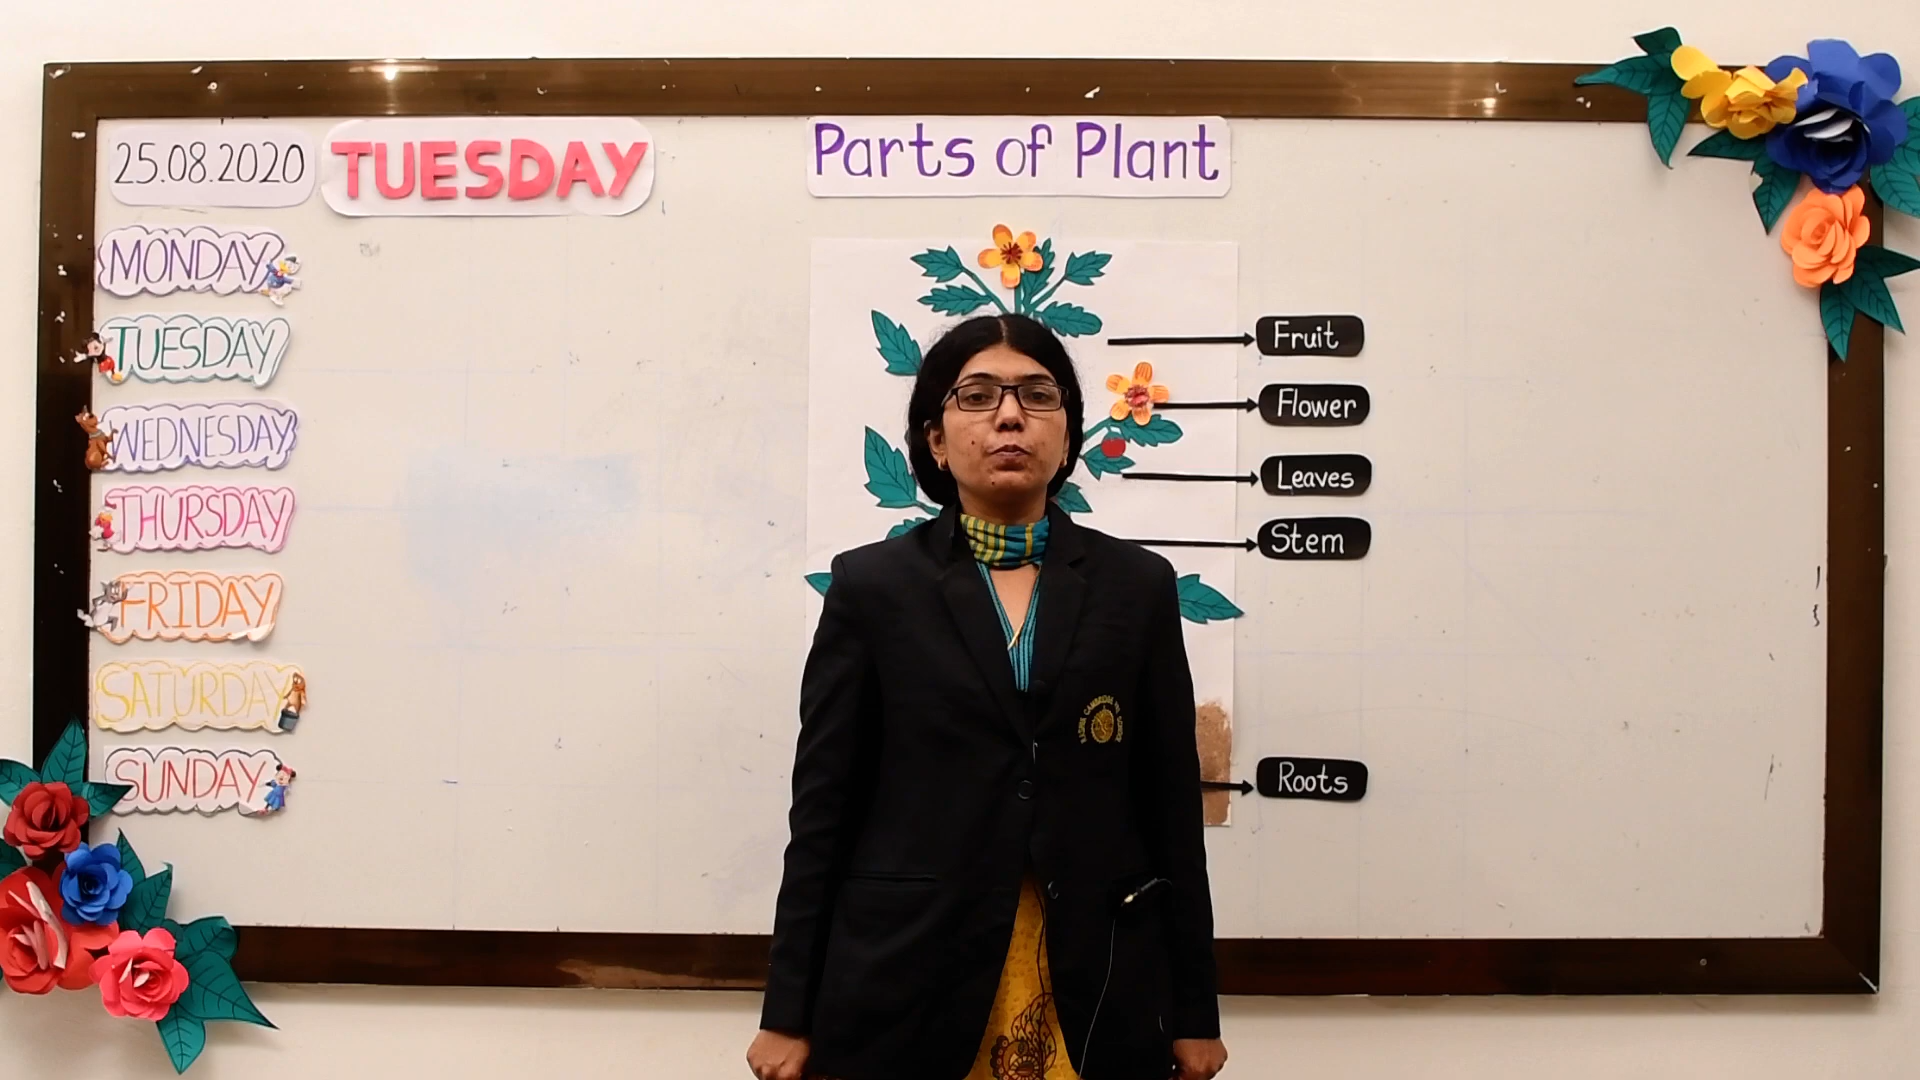 25.08.2020
TUESDAY
Parts of Plant
MONDAY
TUESDAY
WEDNESDAY
THURSDAY
FRIDAY
SATURDAY
SUNDAY
Fruit
Flower
Leaves
Stem
Roots